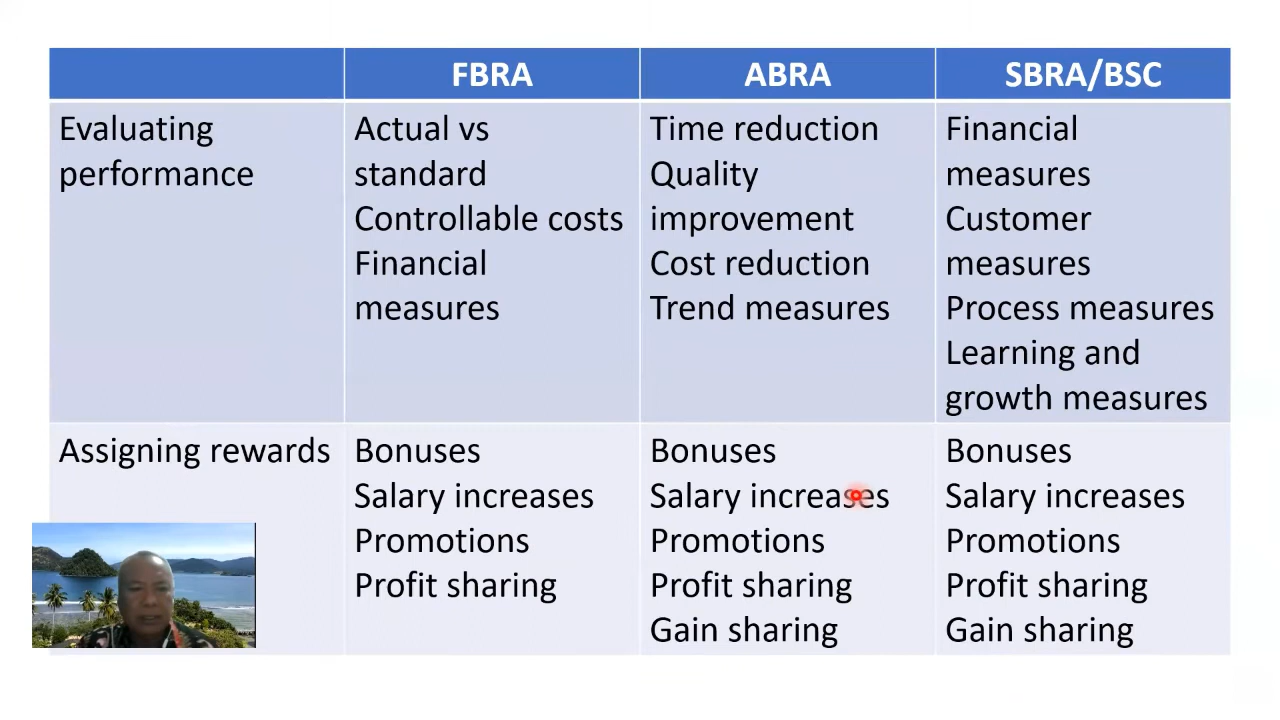 FBRA
ABRA
SBRA/BSC
Evaluating
performance
Actual vs
standard
Controllable costs
Financial
measures
Time reduction
Quality
improvement
Cost reduction
Trend measures
Financial
measures
Customer
measures
Process measures
Learning and
growth measures
Assigning rewards
Bonuses
Salary increases
Promotions
Profit sharing
Bonuses
Salary increases
Promotions
Profit sharing
Gain sharing
Bonuses
Salary increases
Promotions
Profit sharing
Gain sharing